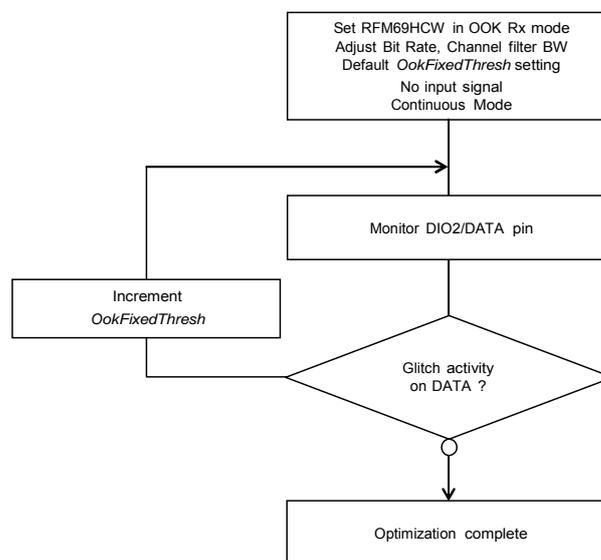 Set RFM69HCW in OOK Rx mode
Adjust Bit Rate, Channel filter BW
Default OokFixedThresh setting
No input signal
Continuous Mode
Monitor DIO2/DATA pin
Increment
OokFixedThresh
Glitch activity
on DATA ?
Optimization complete